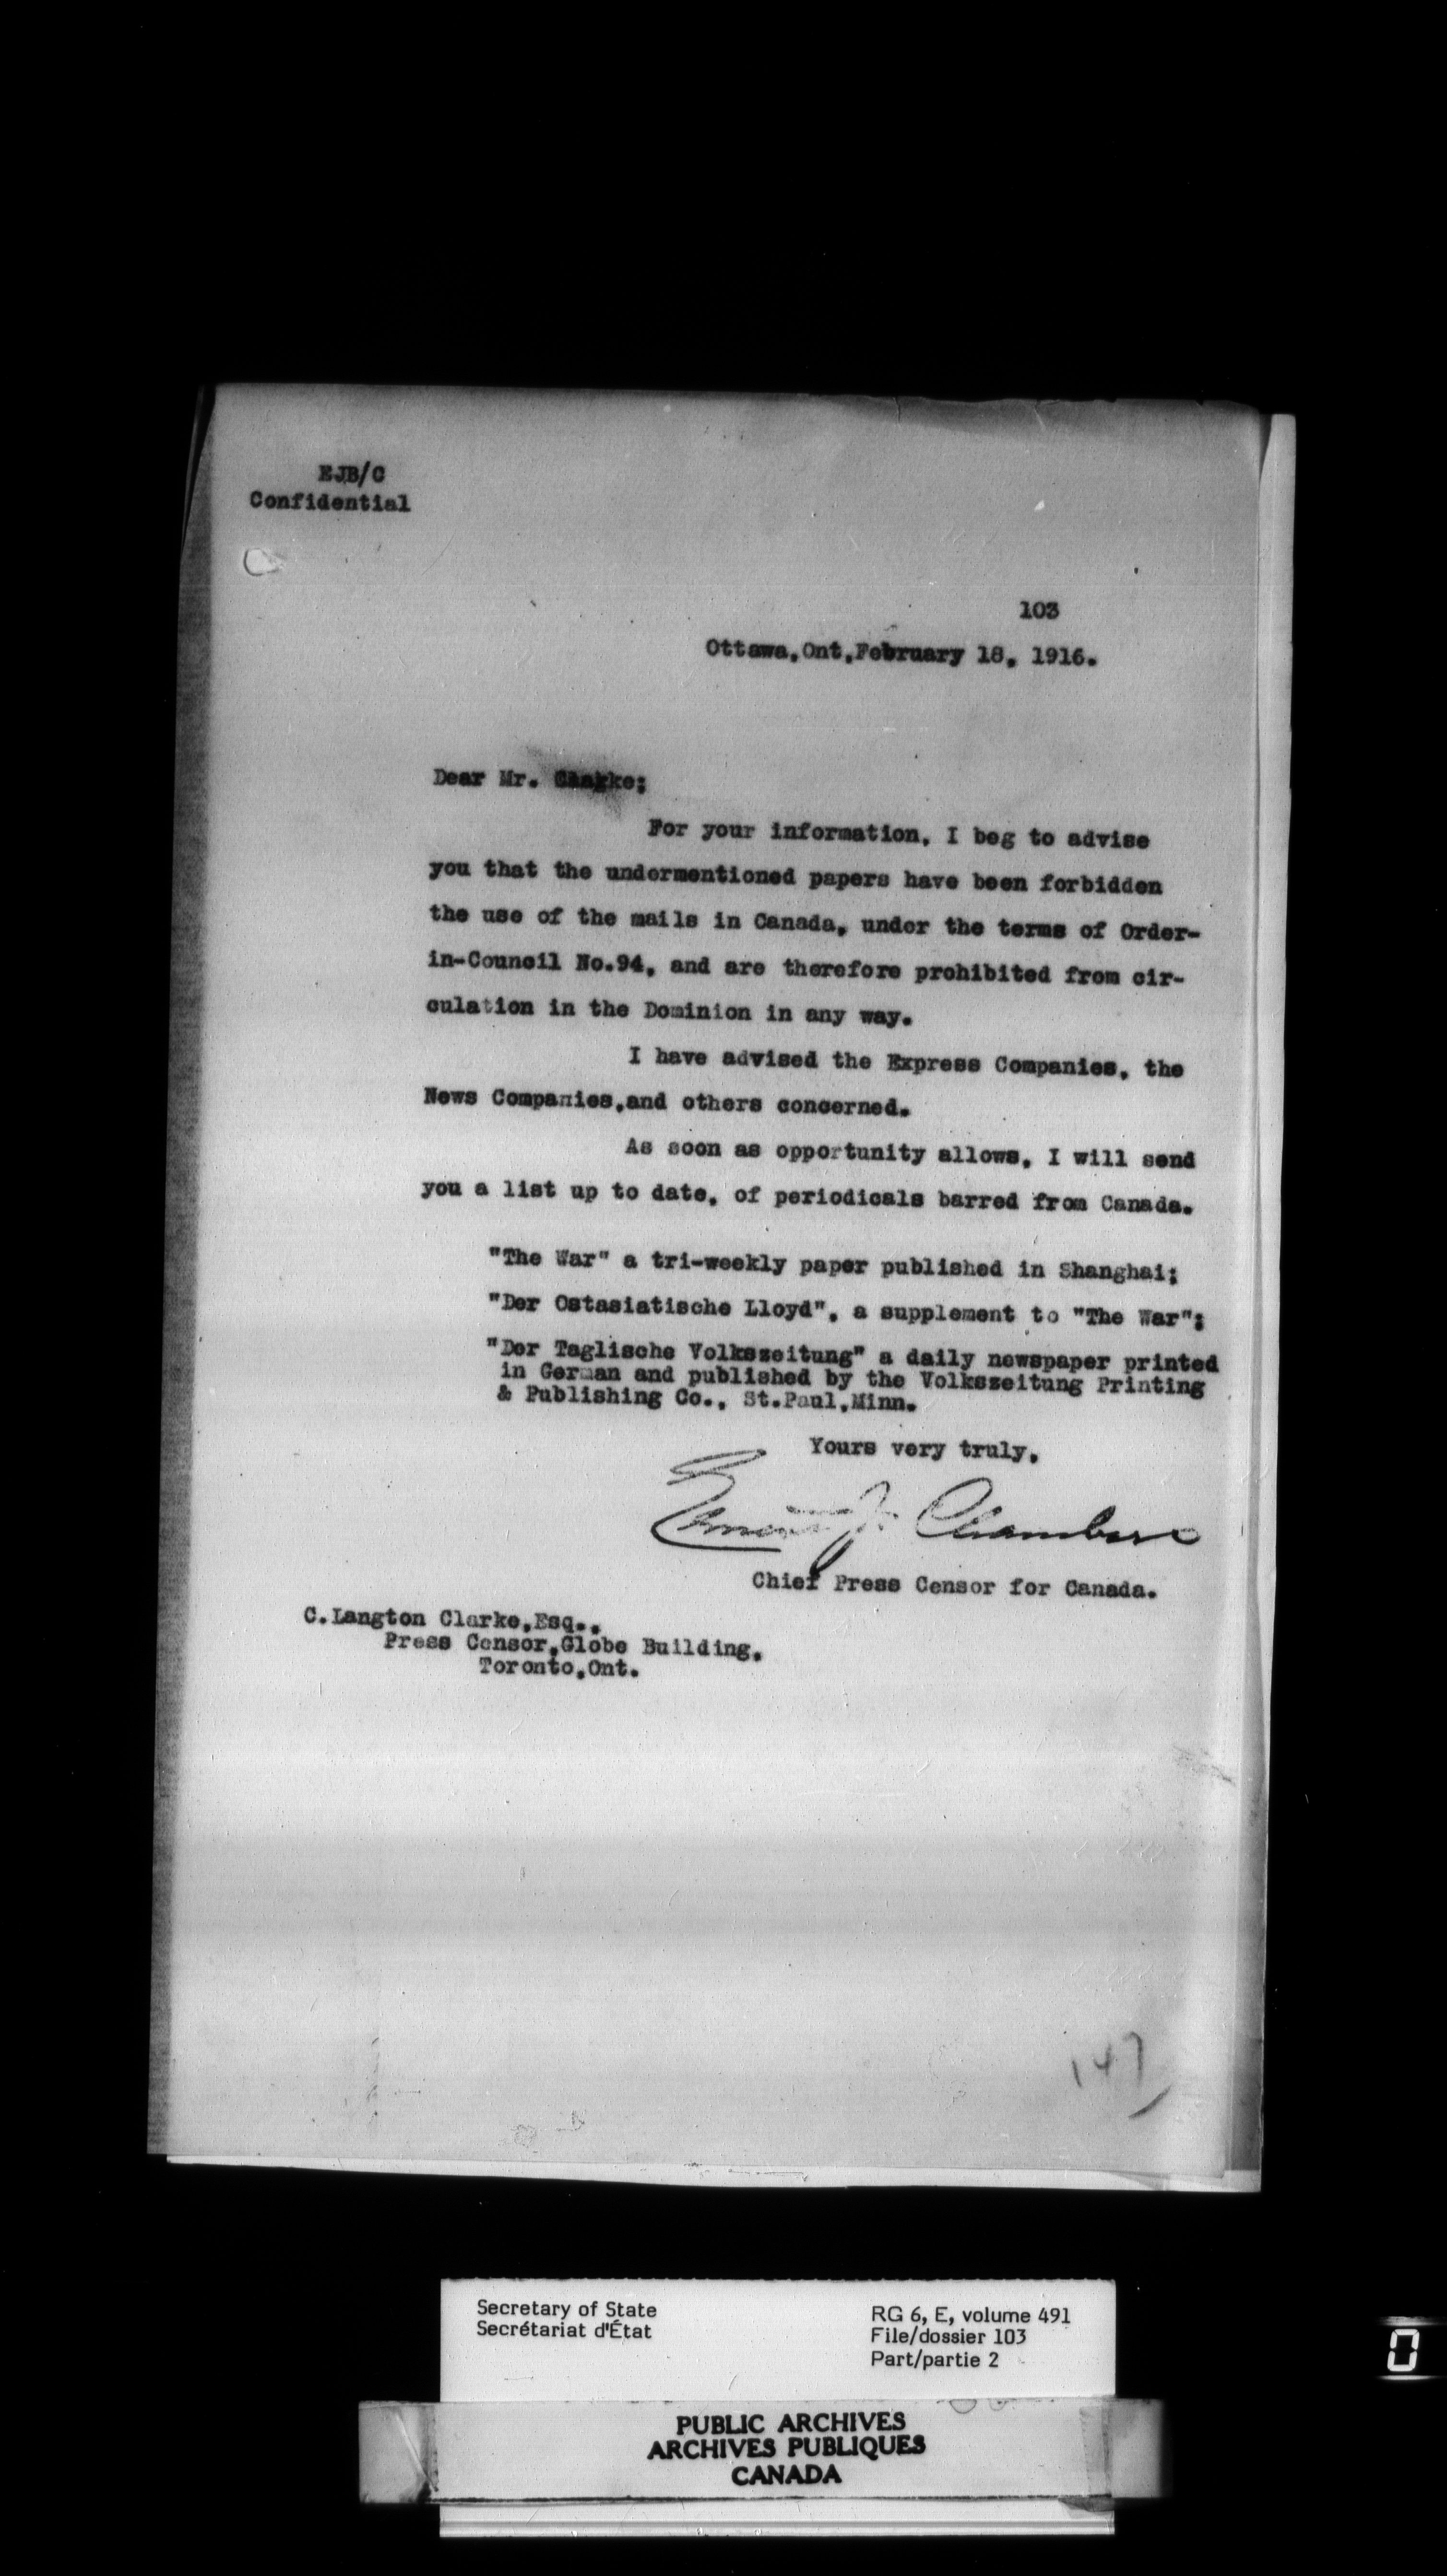 EJB/C
Confidential
103
Ottawa,Ont,February 18, 1916.
Dear Mr. Clarke;
For your information, I beg to advise
you that the undermentioned papers have been forbidden
the use of the mails in Canada, under the terms of Order-
in-Council No.94, and are therefore prohibited from cir-
culation in the Dominion in any way.
I have advised the Express Companies, the
News Companies,and others concerned.
As soon as opportunity allows, I will send
you a list up to date, of periodicals barred from Canada.
"The War" a tri-weekly paper published in Shanghai;
"Der Ostasiatische Lloyd", a supplement to "The War";
"Der Taglische Volkszeitung" a daily newspaper printed
in German and published by the Volkszeitung Printing
& Publishing Co., St.Paul,Minn.
Yours very truly,
Ernest J. Chambers
Chief Press Censor for Canada.
C.Langton Clarke,Esq.,
Press Censor,Globe Building,
Toronto,Ont.
147
Secretary of State
Secrétariat d'État
RG 6, E, volume 491
File/dossier 103
Part/partie 2
PUBLIC ARCHIVES
ARCHIVES PUBLIQUES
CANADA
0